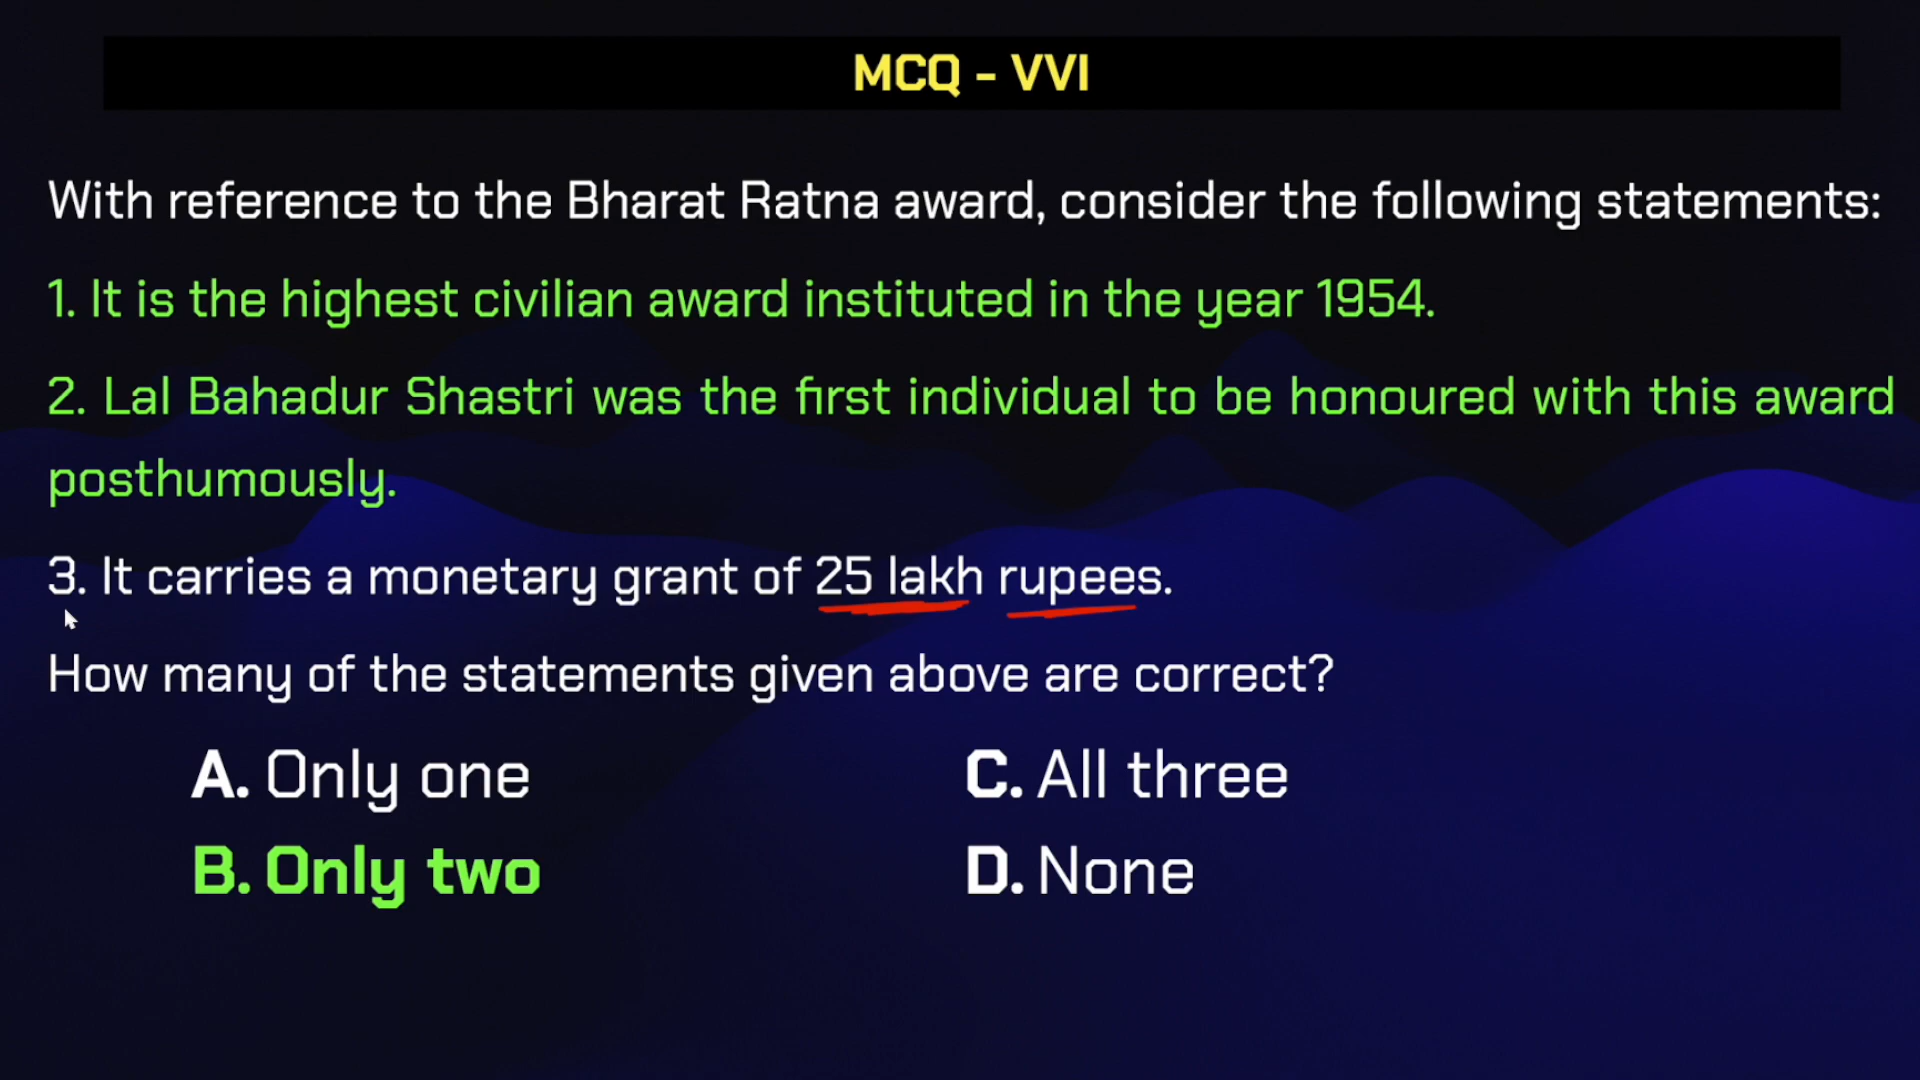 MCQ - VVI
With reference to the Bharat Ratna award, consider the following statements:
1. It is the highest civilian award instituted in the year 1954.
2. Lal Bahadur Shastri was the first individual to be honoured with this award
posthumously.
3. It carries a monetary grant of 25 lakh rupees.
How many of the statements given above are correct?
A. Only one
C. All three
B. Only two
D. None